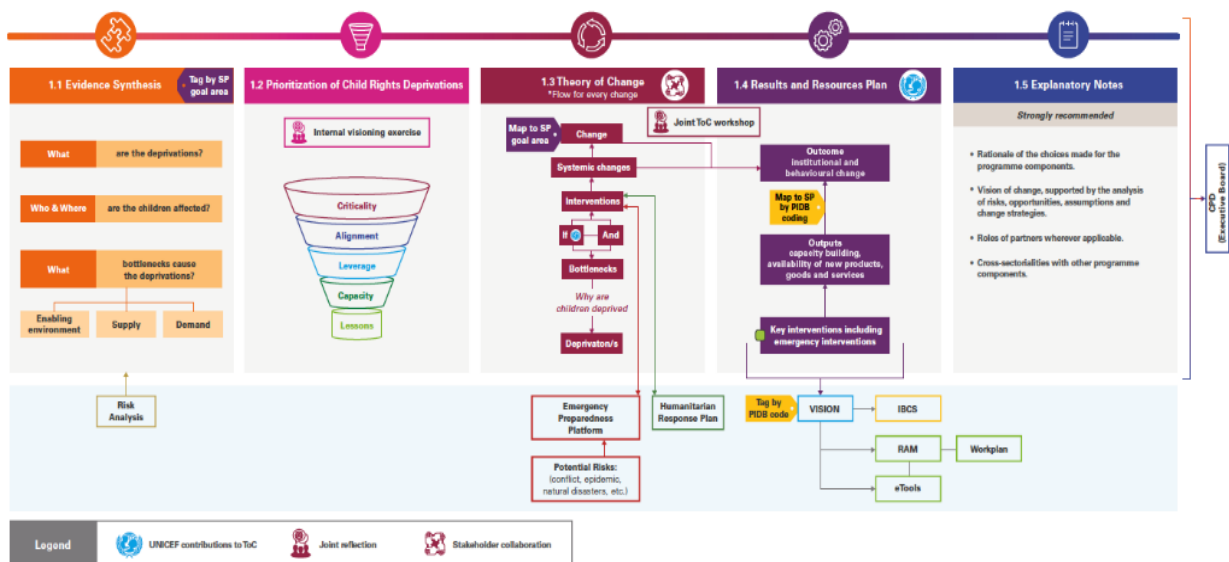 1.1 Evidence Synthesis
Tag by SP
goal area
What
are the deprivations?
Who & Where
are the children affected?
What
bottlenecks cause
the deprivations?
Enabling
environment
Supply
Demand
Risk
Analysis
1.2 Prioritization of Child Rights Deprivations
Internal visioning exercise
Criticality
Alignment
Leverage
Capacity
Lessons
1.3 Theory of Change
*Flow for every change
Map to SP
goal area
Change
Joint ToC workshop
Systemic changes
Interventions
If
And
Bottlenecks
Why are
children deprived
Deprivaton/s
Emergency
Preparedness
Platform
Humanitarian
Response Plan
Potential Risks:
(conflict, epidemic,
natural disasters, etc.)
1.4 Results and Resources Plan
Outcome
institutional and
behavioural change
Map to SP
by PIDB
coding
Outputs
capacity building,
availability of new products,
goods and services
Key interventions including
emergency interventions
Tag by
PIDB code
VISION
IBCS
RAM
Workplan
eTools
1.5 Explanatory Notes
Strongly recommended
• Rationale of the choices made for the
programme components.
• Vision of change, supported by the analysis
of risks, opportunities, assumptions and
change strategies.
• Roles of partners wherever applicable.
• Cross-sectorialities with other programme
components.
CPD
(Executive Board)
Legend
UNICEF contributions to ToC
Joint reflection
Stakeholder collaboration